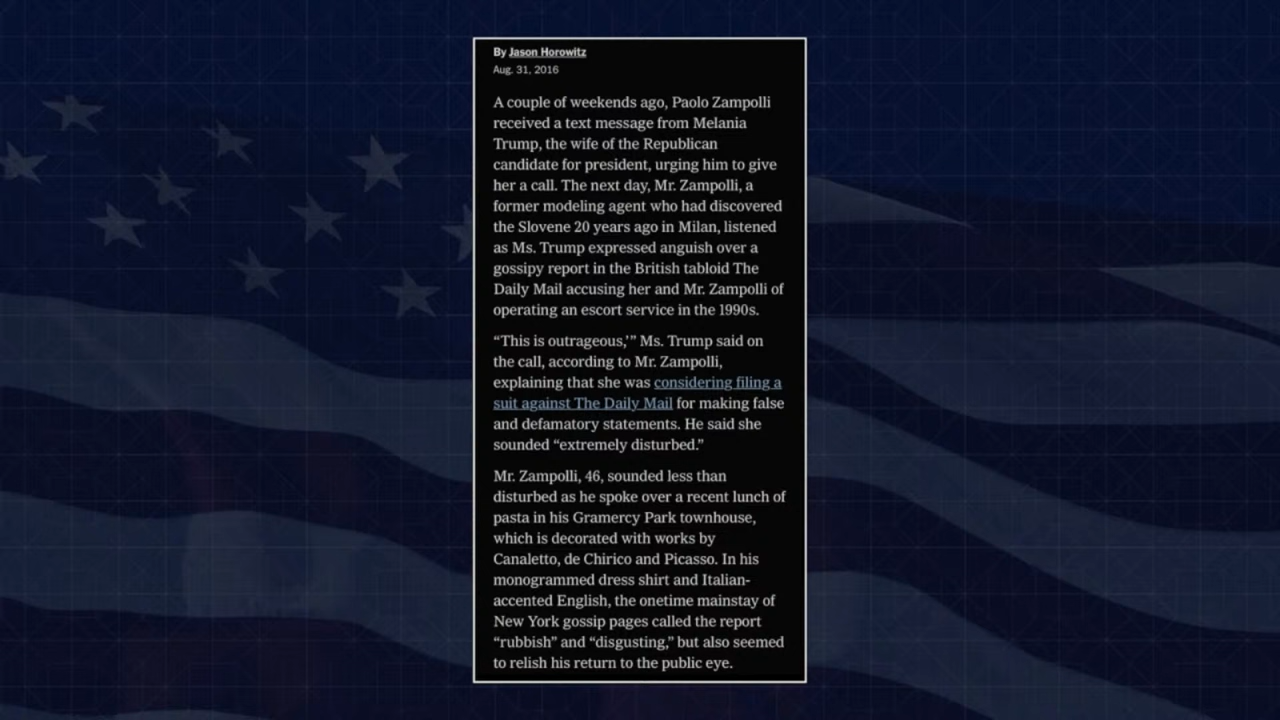 By Jason Horowitz
Aug. 31, 2016
A couple of weekends ago, Paolo Zampolli
received a text message from Melania
Trump, the wife of the Republican
candidate for president, urging him to give
her a call. The next day, Mr. Zampolli, a
former modeling agent who had discovered
the Slovene 20 years ago in Milan, listened
as Ms. Trump expressed anguish over a
gossipy report in the British tabloid The
Daily Mail accusing her and Mr. Zampolli of
operating an escort service in the 1990s.
“This is outrageous,’” Ms. Trump said on
the call, according to Mr. Zampolli,
explaining that she was considering filing a
suit against The Daily Mail for making false
and defamatory statements. He said she
sounded “extremely disturbed.”
Mr. Zampolli, 46, sounded less than
disturbed as he spoke over a recent lunch of
pasta in his Gramercy Park townhouse,
which is decorated with works by
Canaletto, de Chirico and Picasso. In his
monogrammed dress shirt and Italian-
accented English, the onetime mainstay of
New York gossip pages called the report
“rubbish” and “disgusting,” but also seemed
to relish his return to the public eye.